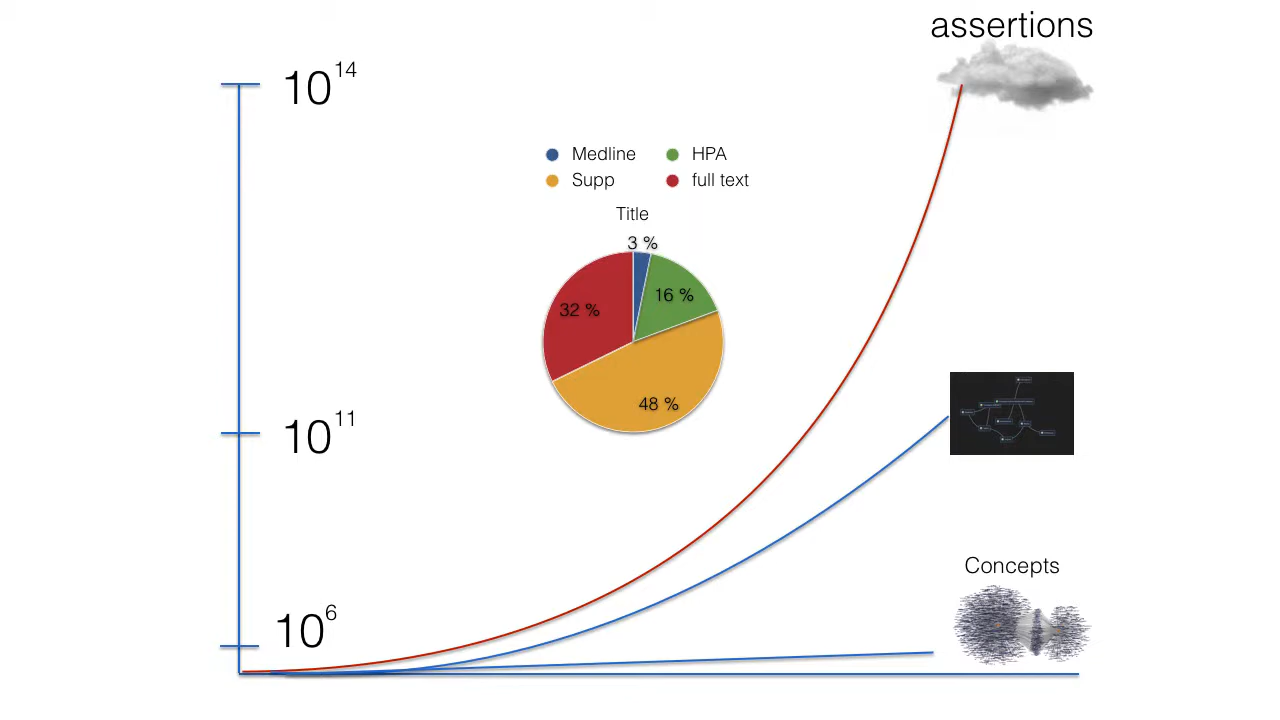 assertions
10^14
Medline
HPA
Supp
full text
Title
3 %
16 %
32 %
48 %
10^11
Concepts
10^6